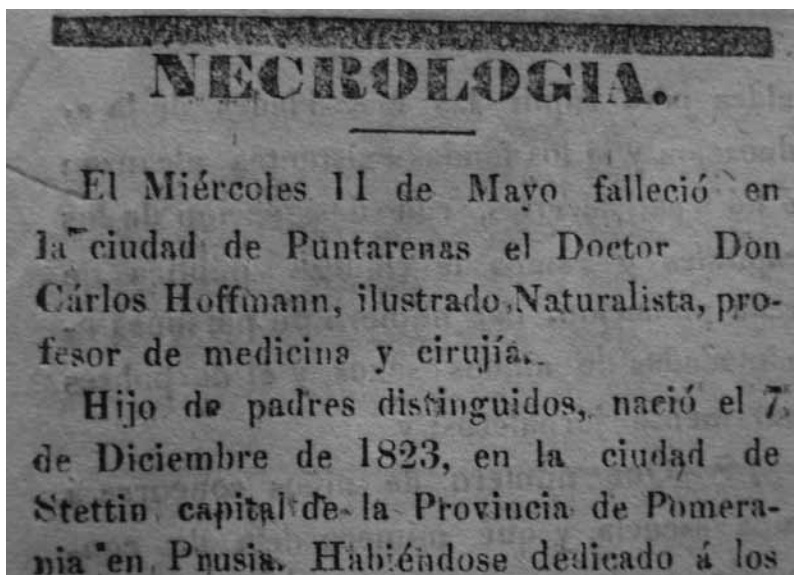 NECROLOGIA.
El Miércoles 11 de Mayo falleció en
la ciudad de Puntarenas el Doctor Don
Cárlos Hoffmann, ilustrado Naturalista, pro-
fesor de medicina y cirujía.
Hijo de padres distinguidos, nació el 7
de Diciembre de 1823, en la ciudad de
Stettin capital de la Provincia de Pomera-
nia en Prusia. Habiéndose dedicado á los